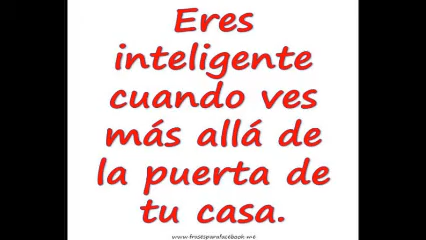 Eres
inteligente
cuando ves
más allá de
la puerta de
tu casa.
www.frasesparafacebook.me